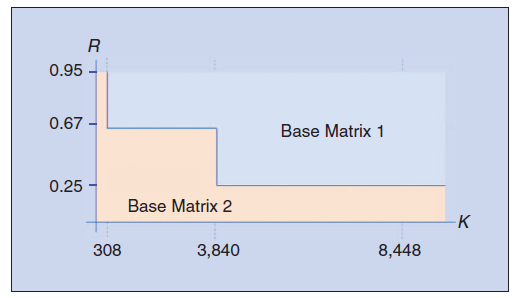 R
0.95
0.67
Base Matrix 1
0.25
Base Matrix 2
K
308 3,840 8,448